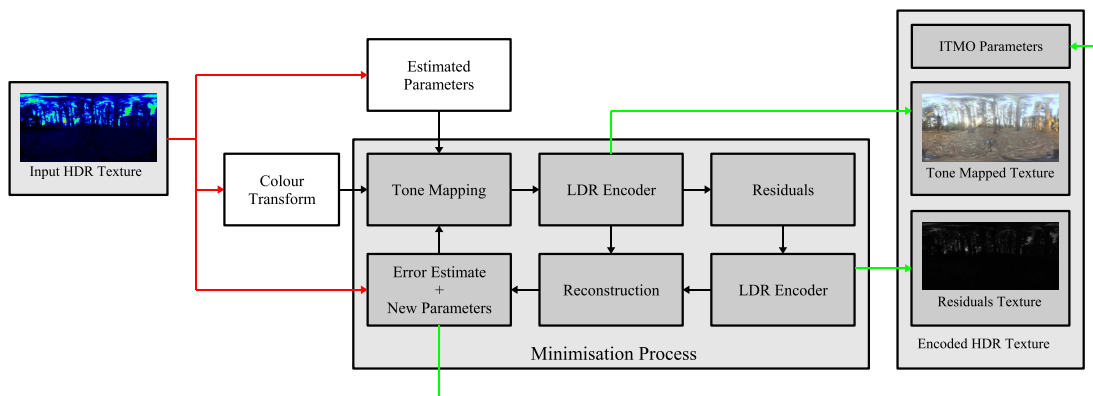 Input HDR Texture
Estimated
Parameters
Colour
Transform
Tone Mapping
LDR Encoder
Residuals
Error Estimate
+
New Parameters
Reconstruction
LDR Encoder
Minimisation Process
ITMO Parameters
Tone Mapped Texture
Residuals Texture
Encoded HDR Texture